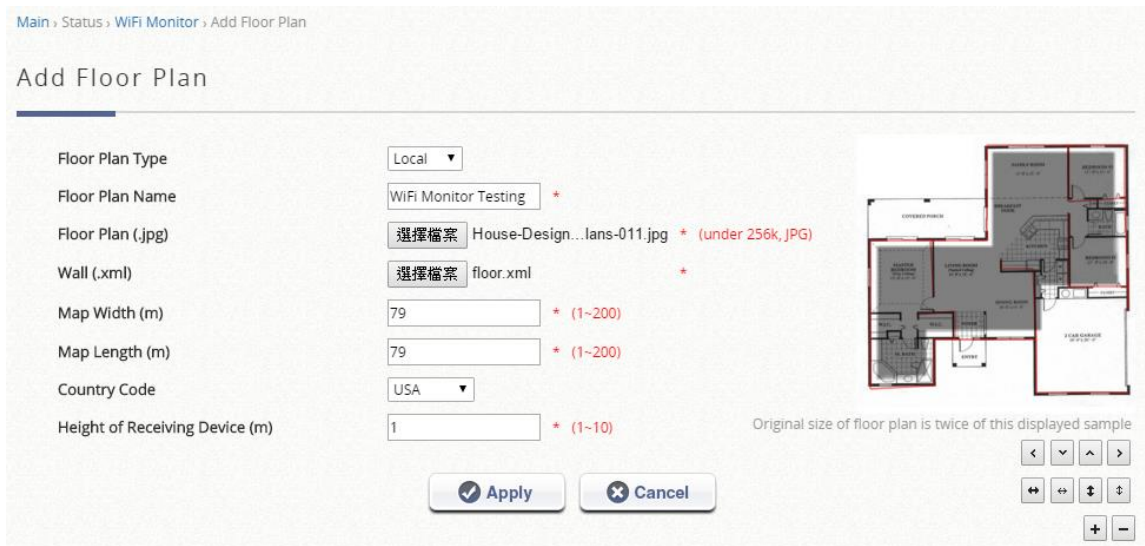 Main › Status › WiFi Monitor › Add Floor Plan
Add Floor Plan
Floor Plan Type Local
Floor Plan Name WiFi Monitor Testing *
Floor Plan (.jpg) 選擇檔案 House-Design...lans-011.jpg * (under 256k, JPG)
Wall (.xml) 選擇檔案 floor.xml *
Map Width (m) 79 * (1~200)
Map Length (m) 79 * (1~200)
Country Code USA
Height of Receiving Device (m) 1 * (1~10)
COVERED PORCH
KITCHEN
LIVING ROOM
DINING ROOM
2 CAR GARAGE
ENTRY
Original size of floor plan is twice of this displayed sample
Apply Cancel